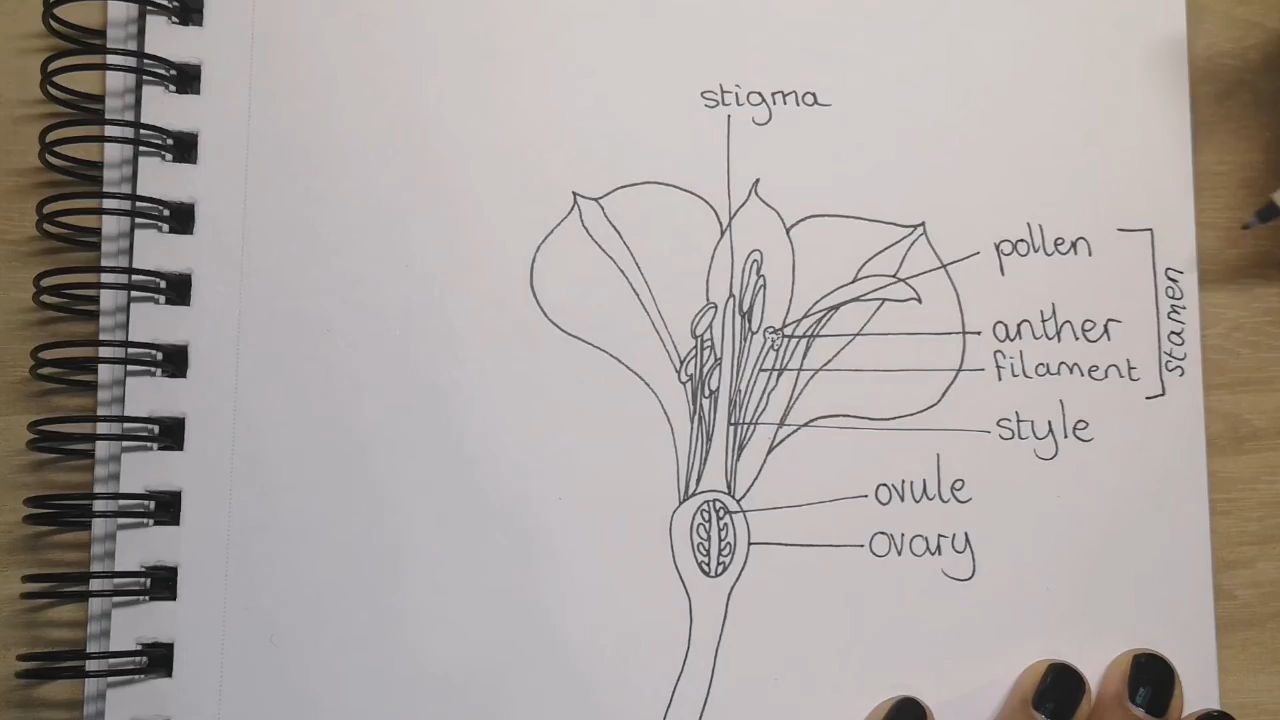 stigma
pollen
anther
filament
stamen
style
ovule
ovary